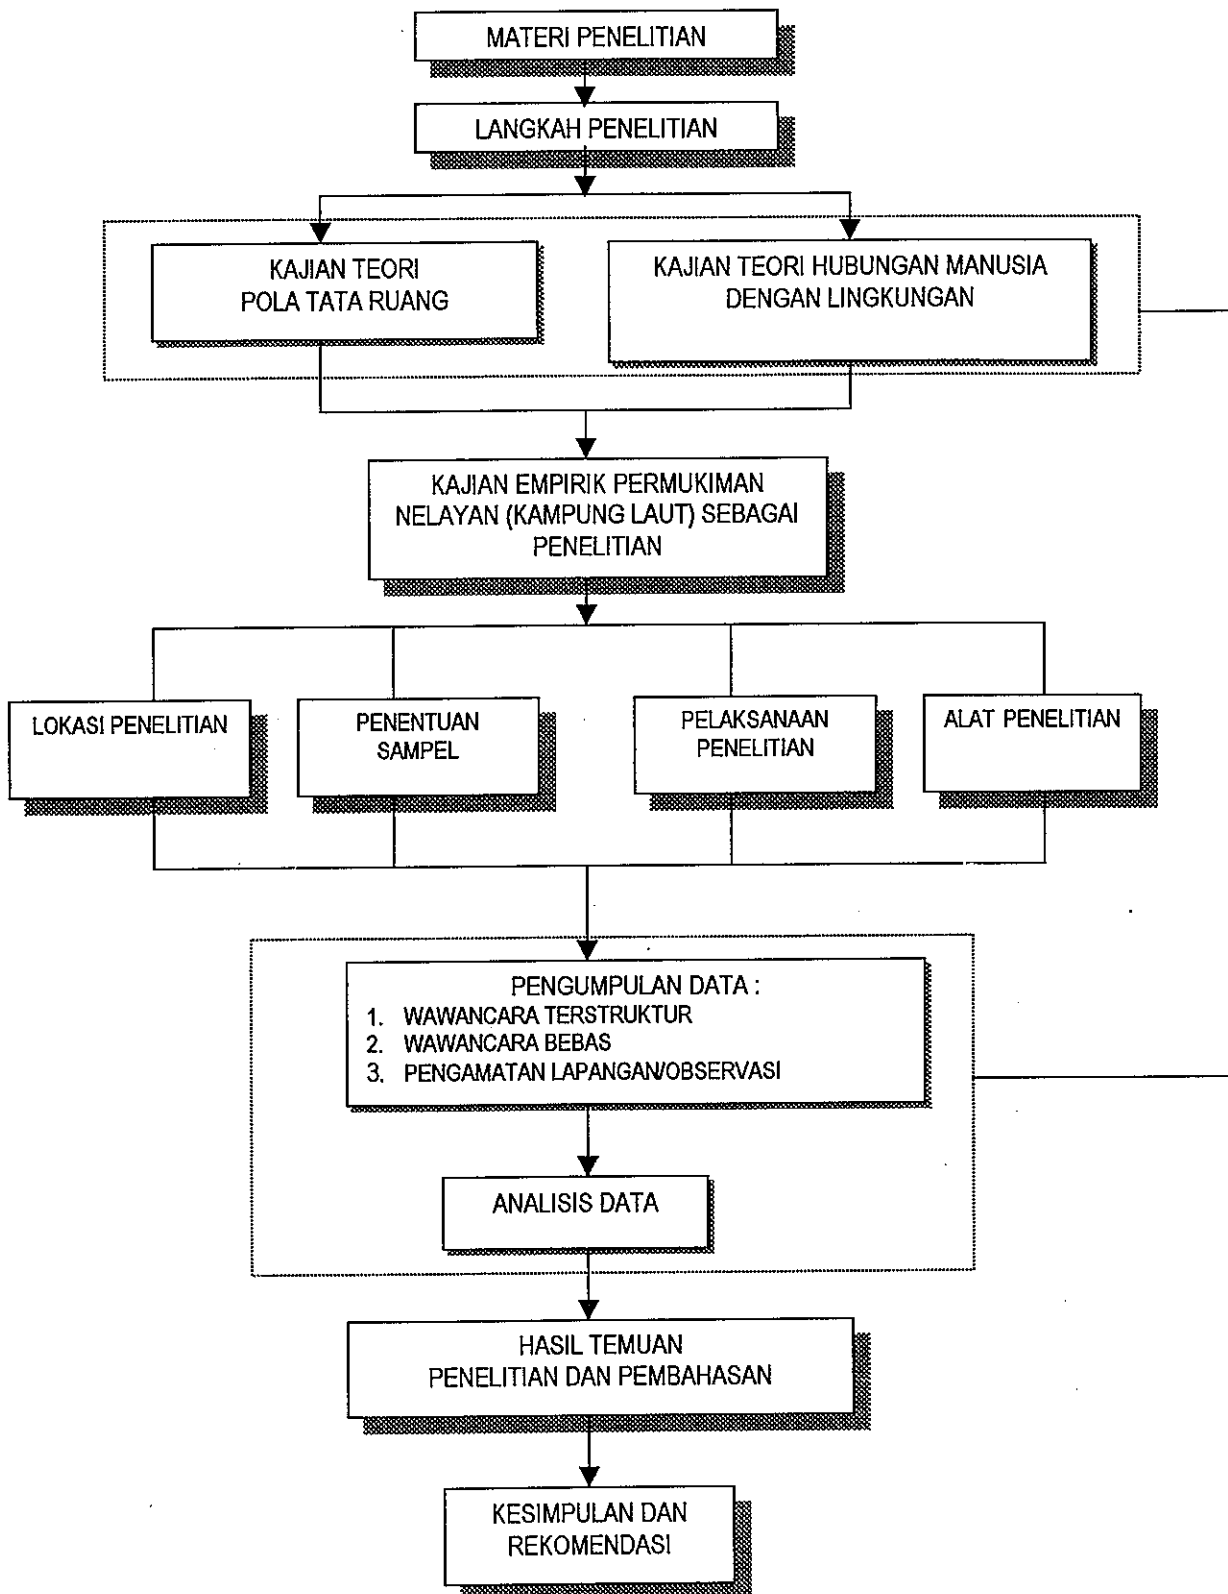 MATERI PENELITIAN
LANGKAH PENELITIAN
KAJIAN TEORI
POLA TATA RUANG
KAJIAN TEORI HUBUNGAN MANUSIA
DENGAN LINGKUNGAN
KAJIAN EMPIRIK PERMUKIMAN
NELAYAN (KAMPUNG LAUT) SEBAGAI
PENELITIAN
LOKASI PENELITIAN
PENENTUAN
SAMPEL
PELAKSANAAN
PENELITIAN
ALAT PENELITIAN
PENGUMPULAN DATA :
1. WAWANCARA TERSTRUKTUR
2. WAWANCARA BEBAS
3. PENGAMATAN LAPANGAN/OBSERVASI
ANALISIS DATA
HASIL TEMUAN
PENELITIAN DAN PEMBAHASAN
KESIMPULAN DAN
REKOMENDASI